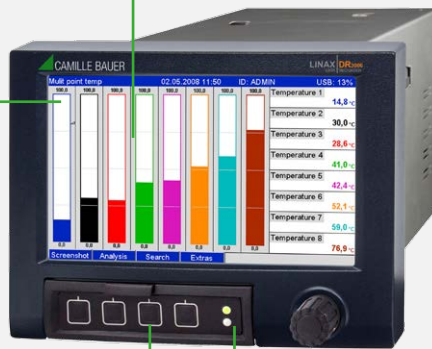 CAMILLE BAUER
LINAX DR2000
Mulit point temp 02.05.2008 11:50 ID: ADMIN USB: 13%
100,0 100,0 100,0 100,0 100,0 100,0 100,0 100,0
Temperature 1
14,8 °C
Temperature 2
30,0 °C
Temperature 3
28,6 °C
Temperature 4
41,0 °C
Temperature 5
42,4 °C
Temperature 6
52,1 °C
Temperature 7
59,0 °C
Temperature 8
76,9 °C
0,0 0,0 0,0 0,0 0,0 0,0 0,0 0,0
Screenshot Analysis Search Extras